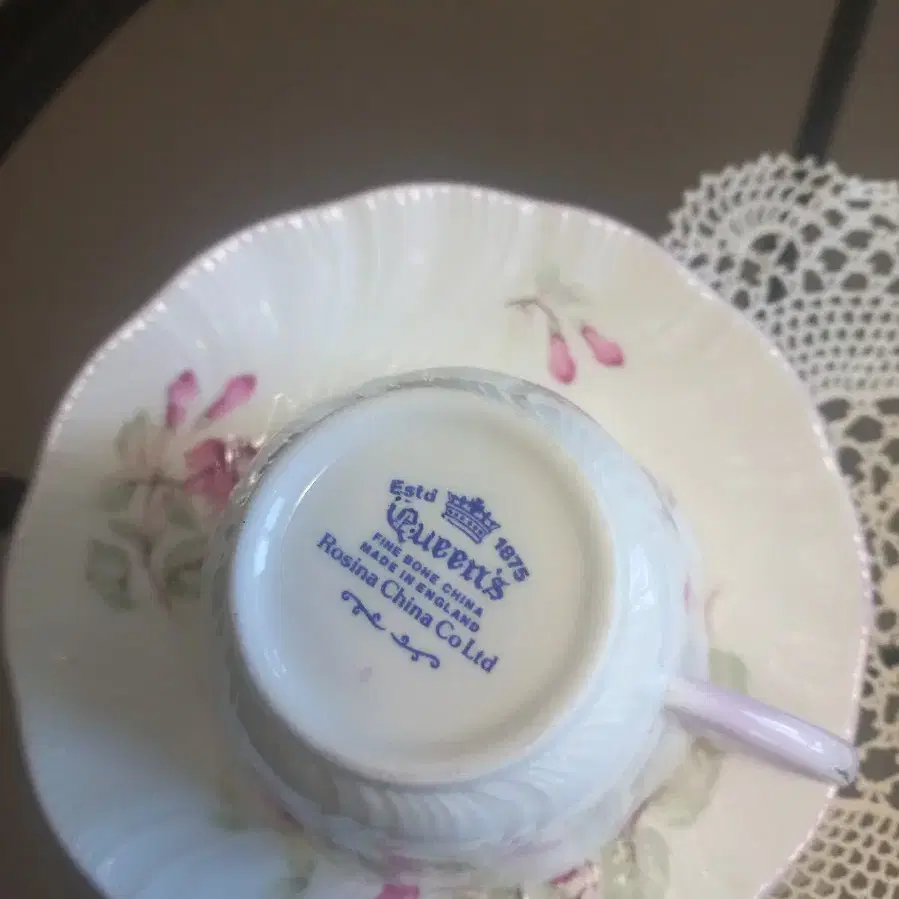 Estd 1875
Queen's
FINE BONE CHINA
MADE IN ENGLAND
Rosina China Co Ltd